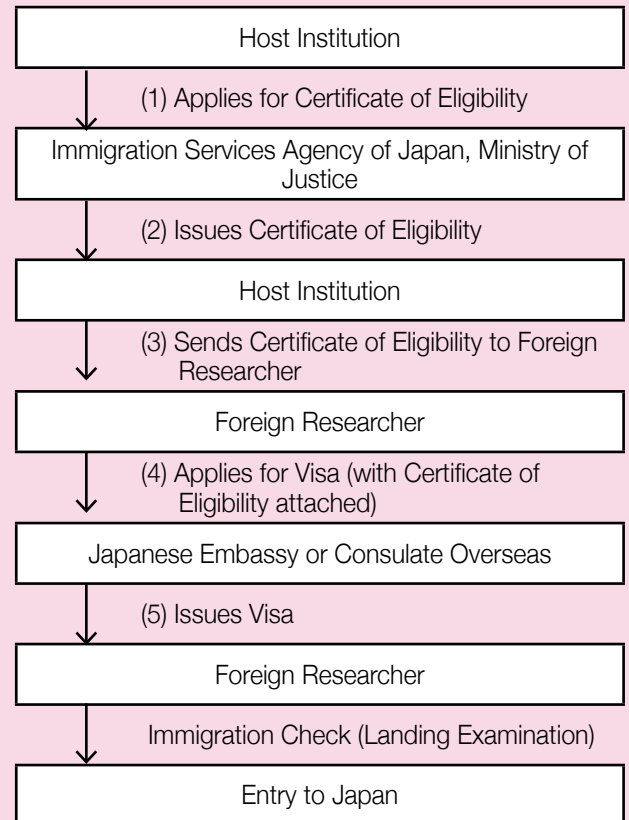 Host Institution
(1) Applies for Certificate of Eligibility
Immigration Services Agency of Japan, Ministry of
Justice
(2) Issues Certificate of Eligibility
Host Institution
(3) Sends Certificate of Eligibility to Foreign
Researcher
Foreign Researcher
(4) Applies for Visa (with Certificate of
Eligibility attached)
Japanese Embassy or Consulate Overseas
(5) Issues Visa
Foreign Researcher
Immigration Check (Landing Examination)
Entry to Japan